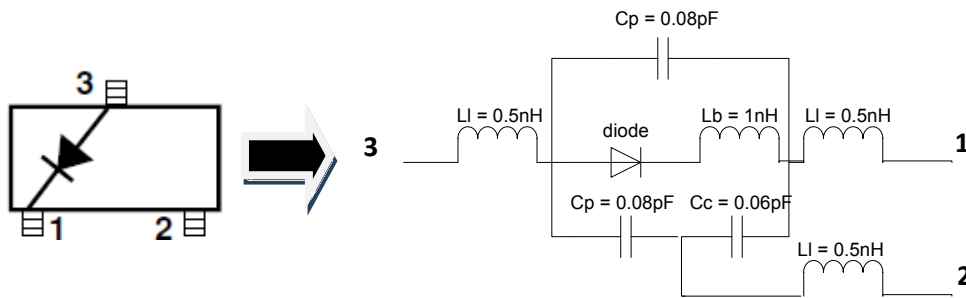 Cp = 0.08pF
3
Ll = 0.5nH
diode
Lb = 1nH
Ll = 0.5nH
3
1
Cp = 0.08pF
Cc = 0.06pF
1
2
Ll = 0.5nH
2